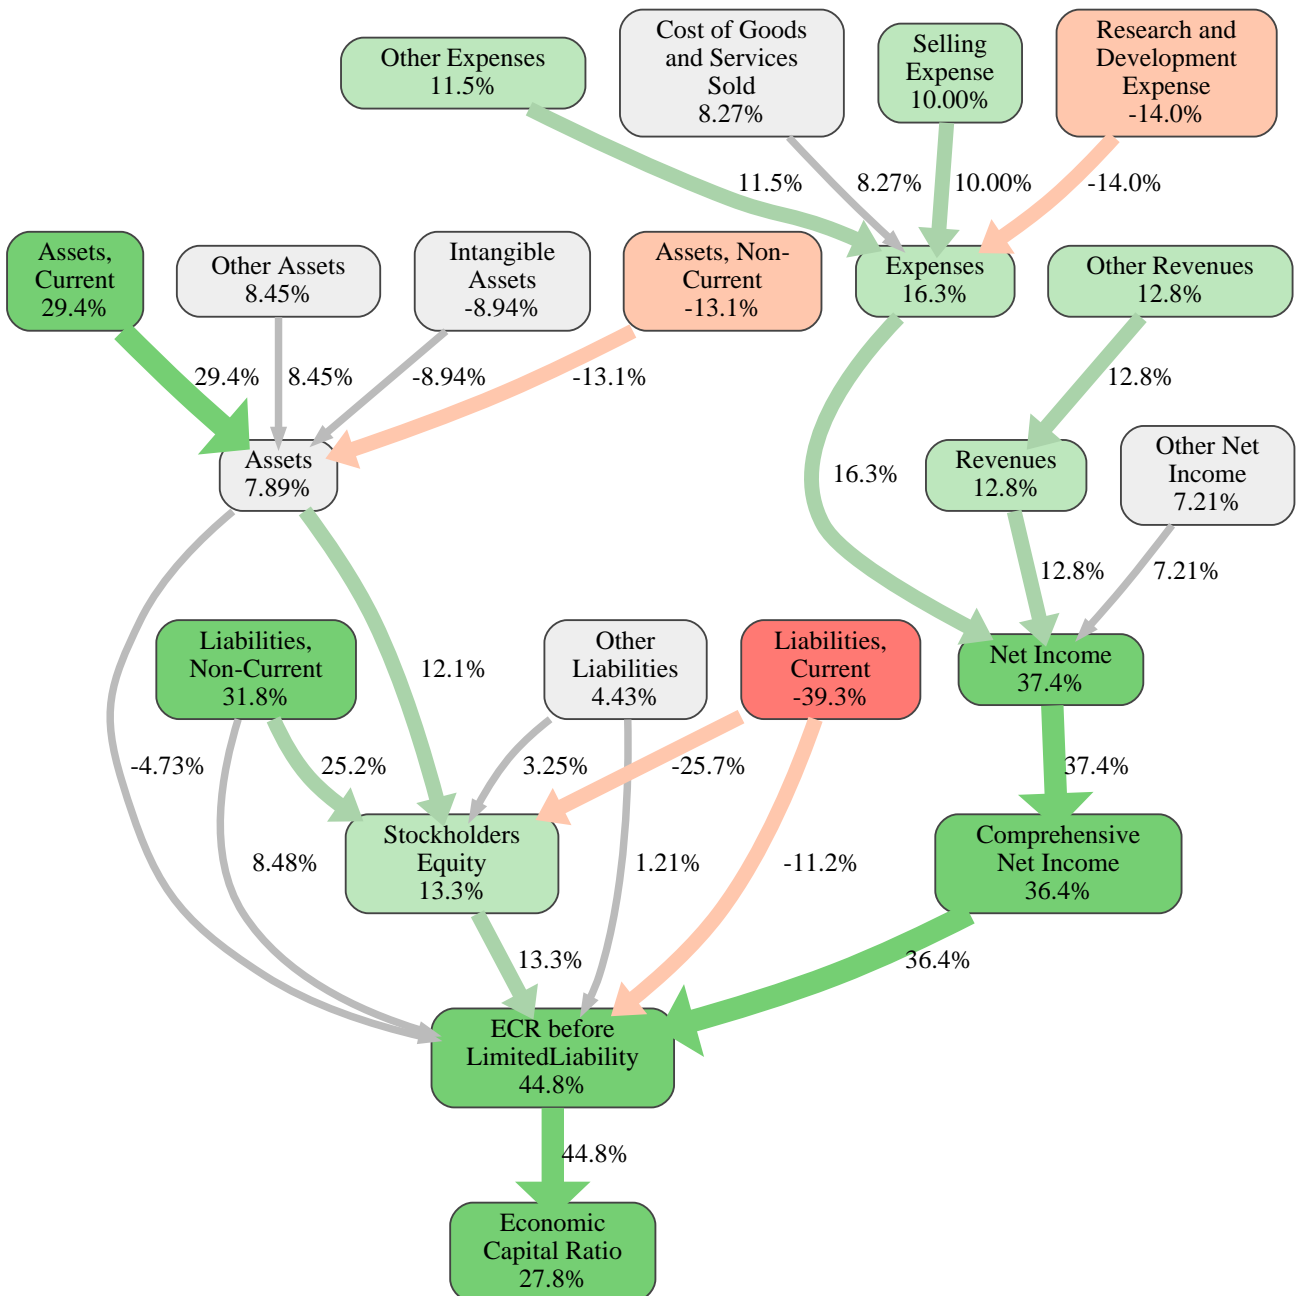 Other Expenses
11.5%
Cost of Goods
and Services
Sold
8.27%
Selling
Expense
10.00%
Research and
Development
Expense
-14.0%
11.5%
8.27%
10.00%
-14.0%
Assets,
Current
29.4%
Other Assets
8.45%
Intangible
Assets
-8.94%
Assets, Non-
Current
-13.1%
Expenses
16.3%
Other Revenues
12.8%
29.4%
8.45%
-8.94%
-13.1%
12.8%
Assets
7.89%
16.3%
Revenues
12.8%
Other Net
Income
7.21%
12.8%
7.21%
Liabilities,
Non-Current
31.8%
12.1%
Other
Liabilities
4.43%
Liabilities,
Current
-39.3%
Net Income
37.4%
-4.73%
25.2%
3.25%
-25.7%
37.4%
Stockholders
Equity
13.3%
8.48%
1.21%
-11.2%
Comprehensive
Net Income
36.4%
13.3%
36.4%
ECR before
LimitedLiability
44.8%
44.8%
Economic
Capital Ratio
27.8%